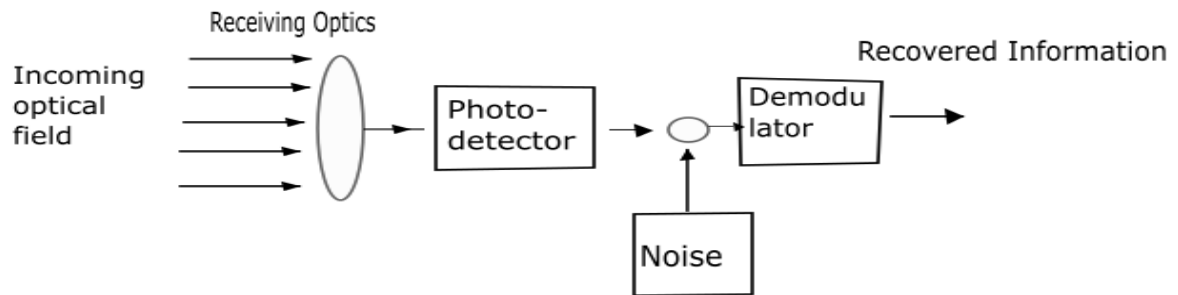 Receiving Optics
Incoming
optical
field
Photo-
detector
Demodu
lator
Recovered Information
Noise